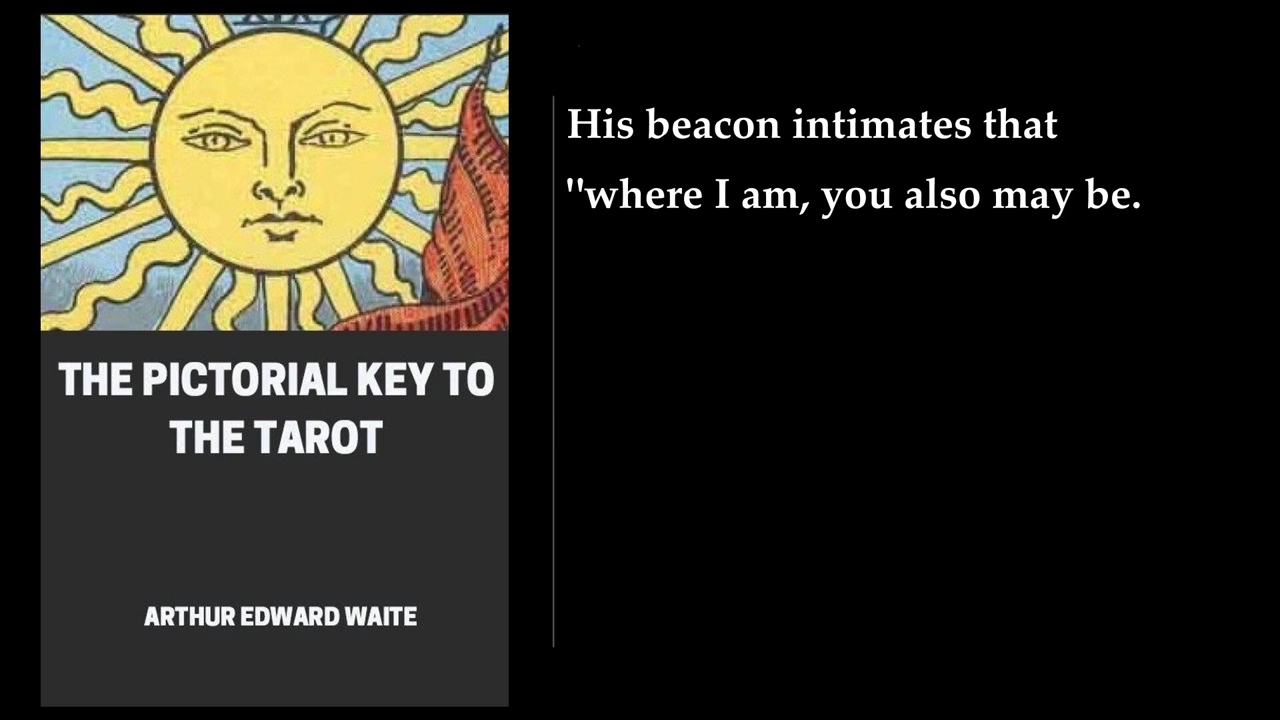 XIX
THE PICTORIAL KEY TO
THE TAROT
ARTHUR EDWARD WAITE
His beacon intimates that
"where I am, you also may be.